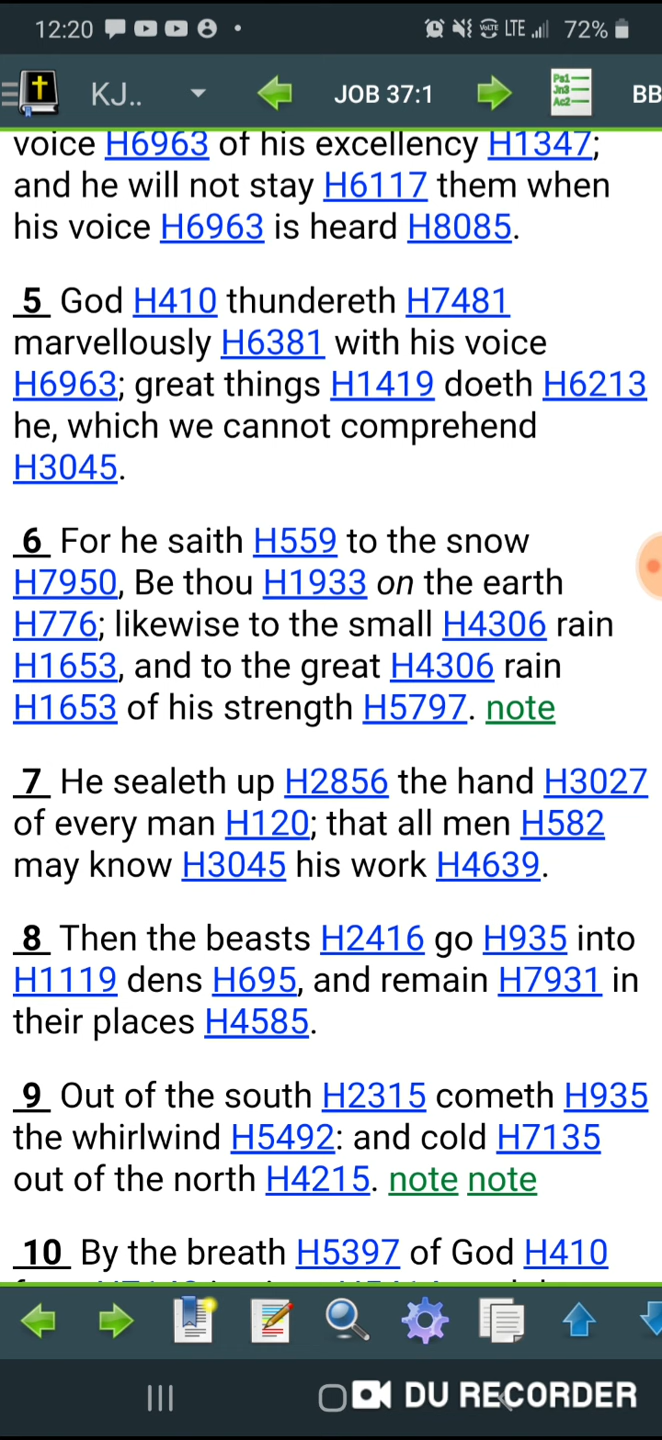 12:20 LTE 72%
KJ.. JOB 37:1 BB
voice H6963 of his excellency H1347;
and he will not stay H6117 them when
his voice H6963 is heard H8085.
5 God H410 thundereth H7481
marvellously H6381 with his voice
H6963; great things H1419 doeth H6213
he, which we cannot comprehend
H3045.
6 For he saith H559 to the snow
H7950, Be thou H1933 on the earth
H776; likewise to the small H4306 rain
H1653, and to the great H4306 rain
H1653 of his strength H5797. note
7 He sealeth up H2856 the hand H3027
of every man H120; that all men H582
may know H3045 his work H4639.
8 Then the beasts H2416 go H935 into
H1119 dens H695, and remain H7931 in
their places H4585.
9 Out of the south H2315 cometh H935
the whirlwind H5492: and cold H7135
out of the north H4215. note note
10 By the breath H5397 of God H410
DU RECORDER